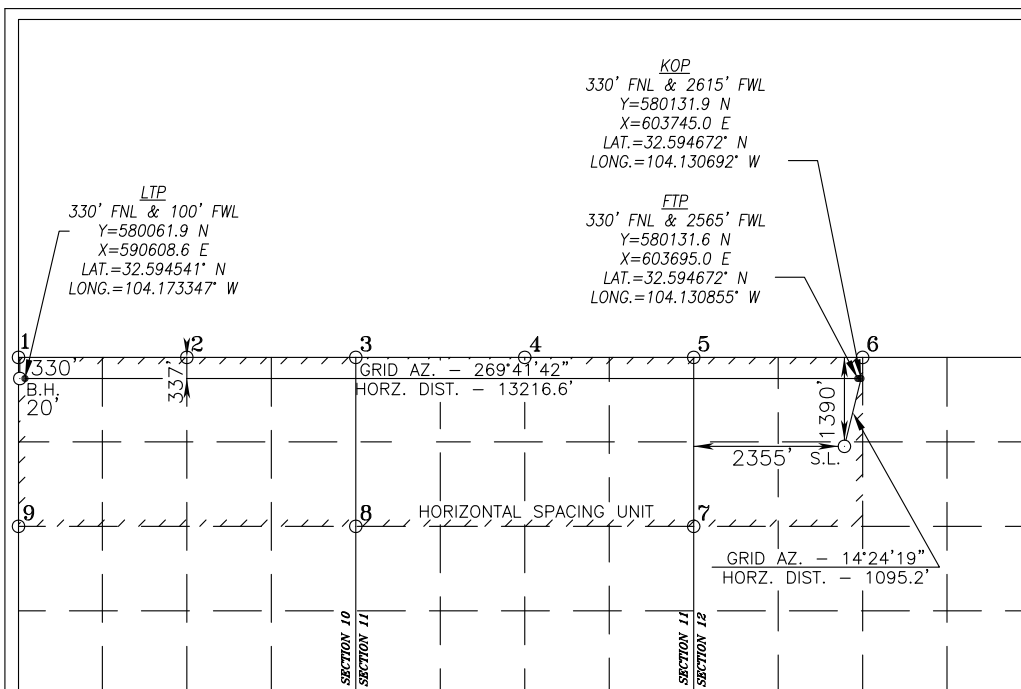 KOP
330' FNL & 2615' FWL
Y=580131.9 N
X=603745.0 E
LAT.=32.594672° N
LONG.=104.130692° W
LTP
330' FNL & 100' FWL
Y=580061.9 N
X=590608.6 E
LAT.=32.594541° N
LONG.=104.173347° W
FTP
330' FNL & 2565' FWL
Y=580131.6 N
X=603695.0 E
LAT.=32.594672° N
LONG.=104.130855° W
1
2
3
4
5
6
330'
B.H.
20'
337'
GRID AZ. – 269°41'42"
HORZ. DIST. – 13216.6'
1390'
2355'
S.L.
9
8
HORIZONTAL SPACING UNIT
7
GRID AZ. – 14°24'19"
HORZ. DIST. – 1095.2'
SECTION 10
SECTION 11
SECTION 11
SECTION 12